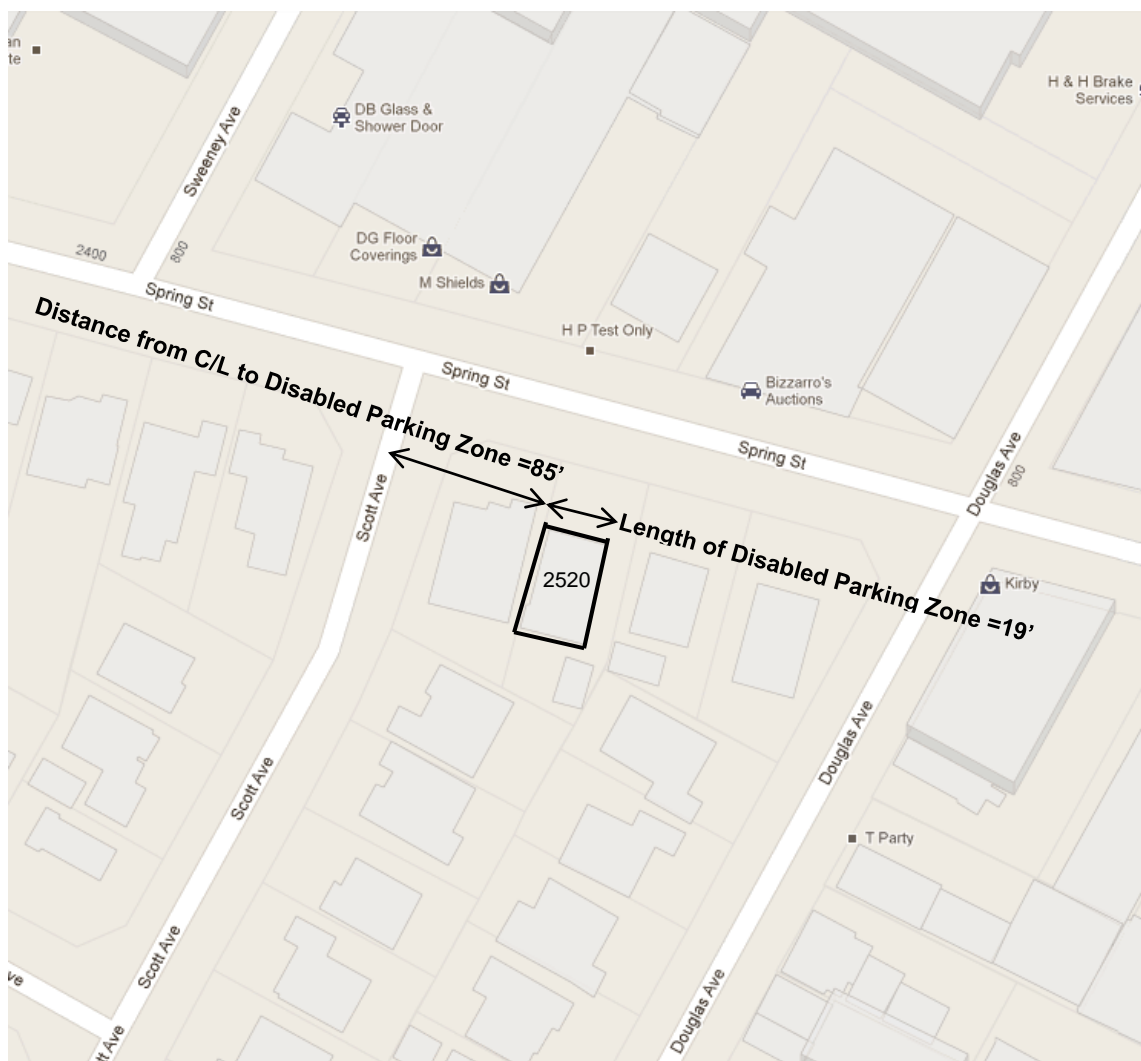 an
te
H & H Brake
Services
DB Glass &
Shower Door
Sweeney Ave
2400
800
DG Floor
Coverings
M Shields
Spring St
H P Test Only
Distance from C/L to Disabled Parking Zone =85’
Spring St
Bizzarro's
Auctions
Spring St
Douglas Ave
800
Scott Ave
Length of Disabled Parking Zone =19’
2520
Kirby
Douglas Ave
Scott Ave
T Party
Scott Ave
ve
Douglas Ave
tt Ave